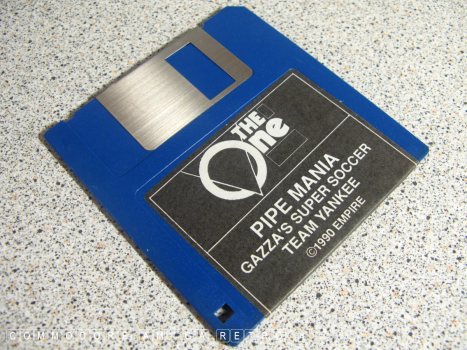 THE
One
PIPE MANIA
GAZZA'S SUPER SOCCER
TEAM YANKEE
©1990 EMPIRE